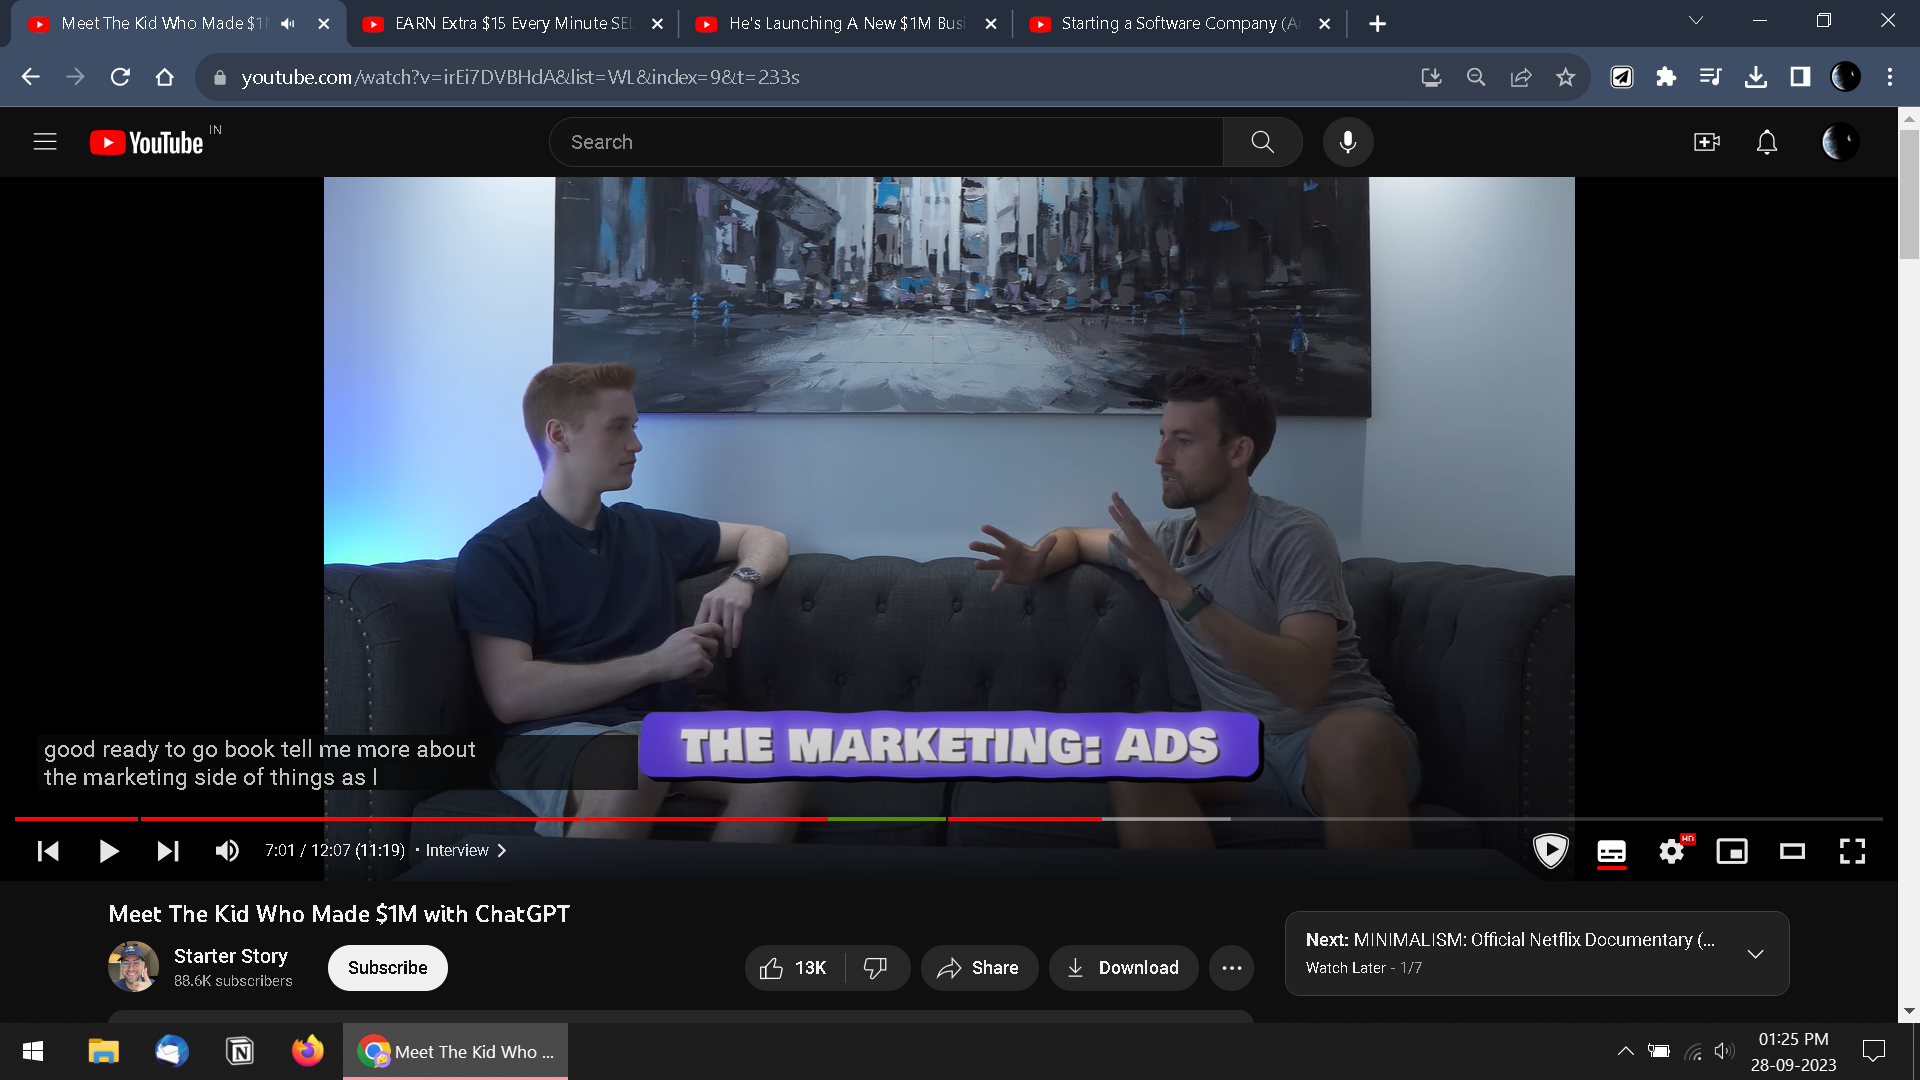 Meet The Kid Who Made $1M
EARN Extra $15 Every Minute SEL
He's Launching A New $1M Busi
Starting a Software Company (A
youtube.com/watch?v=irEi7DVBHdA&list=WL&index=9&t=233s
YouTube IN
Search
THE MARKETING: ADS
good ready to go book tell me more about
the marketing side of things as I
7:01 / 12:07 (11:19) • Interview
HD
Meet The Kid Who Made $1M with ChatGPT
Starter Story
88.6K subscribers
Subscribe
13K
Share
Download
Next: MINIMALISM: Official Netflix Documentary (...
Watch Later - 1/7
Meet The Kid Who ...
01:25 PM
28-09-2023